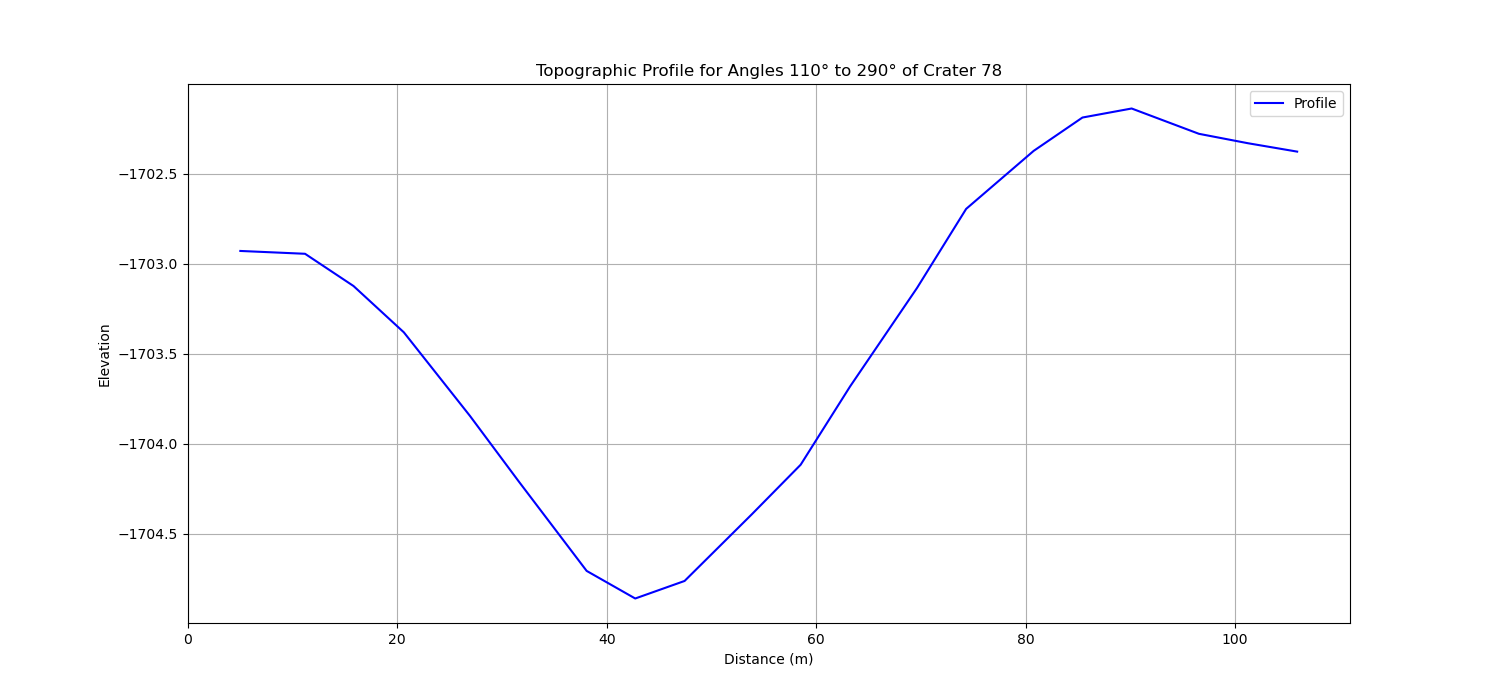 Topographic Profile for Angles 110° to 290° of Crater 78
Profile
−1702.5
−1703.0
−1703.5
−1704.0
−1704.5
Elevation
0 20 40 60 80 100
Distance (m)